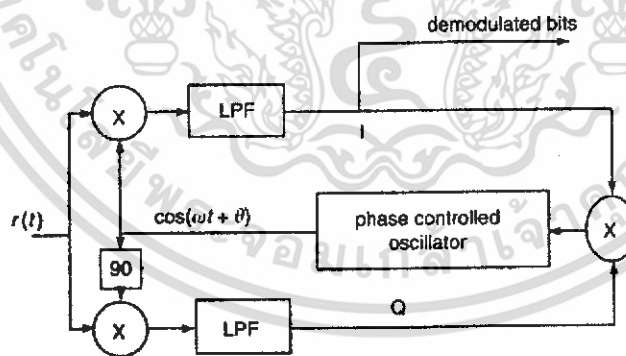 demodulated bits
X
LPF
I
r(t)
cos(ωt + θ)
phase controlled
oscillator
X
90
Q
X
LPF